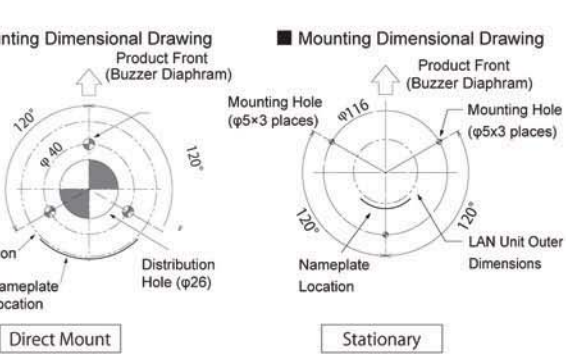 nting Dimensional Drawing
Product Front
(Buzzer Diaphram)
120°
φ 40
120°
on
ameplate
ocation
Distribution
Hole (φ26)
Direct Mount
■ Mounting Dimensional Drawing
Product Front
(Buzzer Diaphram)
Mounting Hole
(φ5×3 places)
φ116
Mounting Hole
(φ5x3 places)
120°
120°
LAN Unit Outer
Dimensions
Nameplate
Location
Stationary